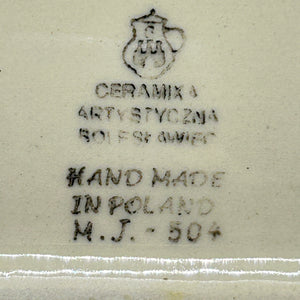 CERAMIKA
ARTYSTYCZNA
BOLESŁAWIEC
HAND MADE
IN POLAND
M.J.-504